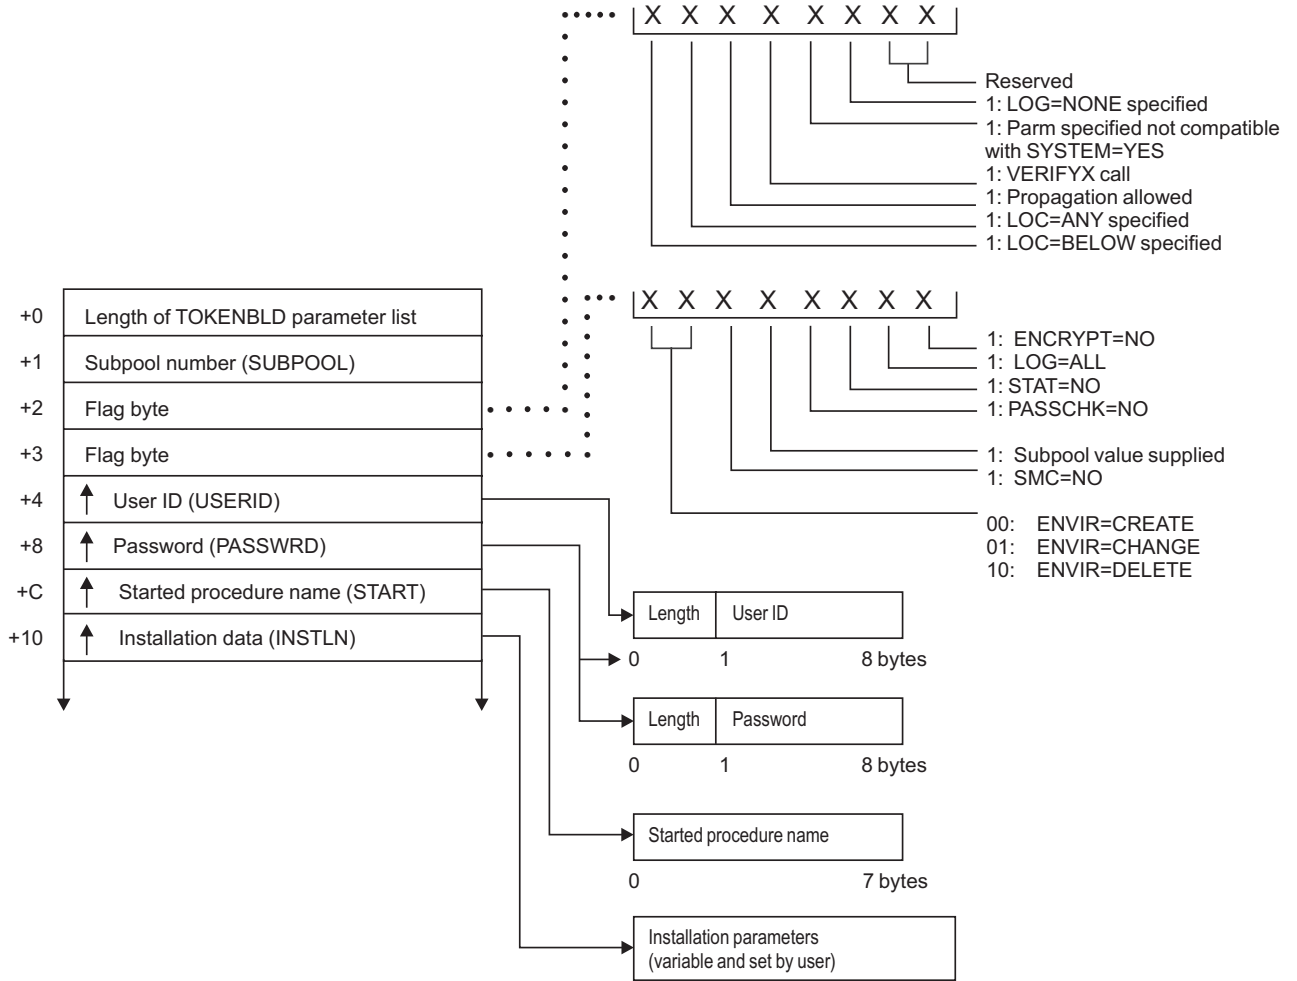 X X X X X X X X
Reserved
1: LOG=NONE specified
1: Parm specified not compatible
with SYSTEM=YES
1: VERIFYX call
1: Propagation allowed
1: LOC=ANY specified
1: LOC=BELOW specified
X X X X X X X X
1: ENCRYPT=NO
1: LOG=ALL
1: STAT=NO
1: PASSCHK=NO
1: Subpool value supplied
1: SMC=NO
00: ENVIR=CREATE
01: ENVIR=CHANGE
10: ENVIR=DELETE
+0 Length of TOKENBLD parameter list
+1 Subpool number (SUBPOOL)
+2 Flag byte
+3 Flag byte
+4 User ID (USERID)
+8 Password (PASSWRD)
+C Started procedure name (START)
+10 Installation data (INSTLN)
Length User ID
0 1 8 bytes
Length Password
0 1 8 bytes
Started procedure name
0 7 bytes
Installation parameters
(variable and set by user)